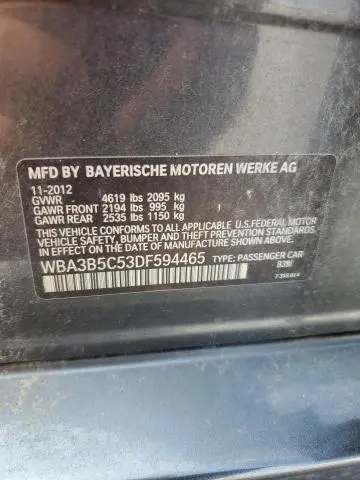 MFD BY BAYERISCHE MOTOREN WERKE AG
11-2012
GVWR 4619 lbs 2095 kg
GAWR FRONT 2194 lbs 995 kg
GAWR REAR 2535 lbs 1150 kg
THIS VEHICLE CONFORMS TO ALL APPLICABLE U.S.FEDERAL MOTOR
VEHICLE SAFETY, BUMPER AND THEFT PREVENTION STANDARDS
IN EFFECT ON THE DATE OF MANUFACTURE SHOWN ABOVE.
WBA3B5C53DF594465 TYPE: PASSENGER CAR